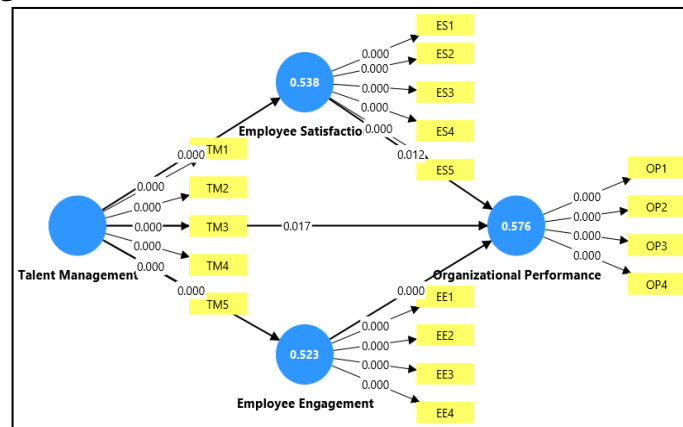 ES1
0.000
ES2
0.000
0.538
0.000
ES3
0.000
ES4
Employee Satisfactio
0.000
0.012
ES5
0.000
TM1
0.000
TM2
0.000
0.000
TM3
0.017
0.000
TM4
0.000
Talent Management
0.000
TM5
OP1
0.000
OP2
0.576
0.000
0.000
OP3
0.000
OP4
Organizational Performance
0.000
EE1
0.000
EE2
0.000
0.523
0.000
EE3
0.000
EE4
Employee Engagement